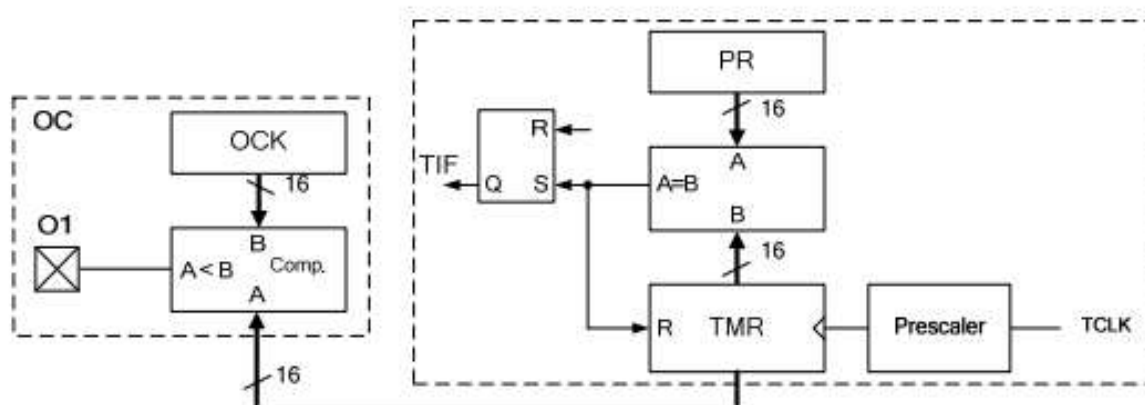 OC
OCK
16
O1
B
A < B
Comp.
A
16
PR
16
R
TIF
Q
S
A
A=B
B
16
R
TMR
Prescaler
TCLK